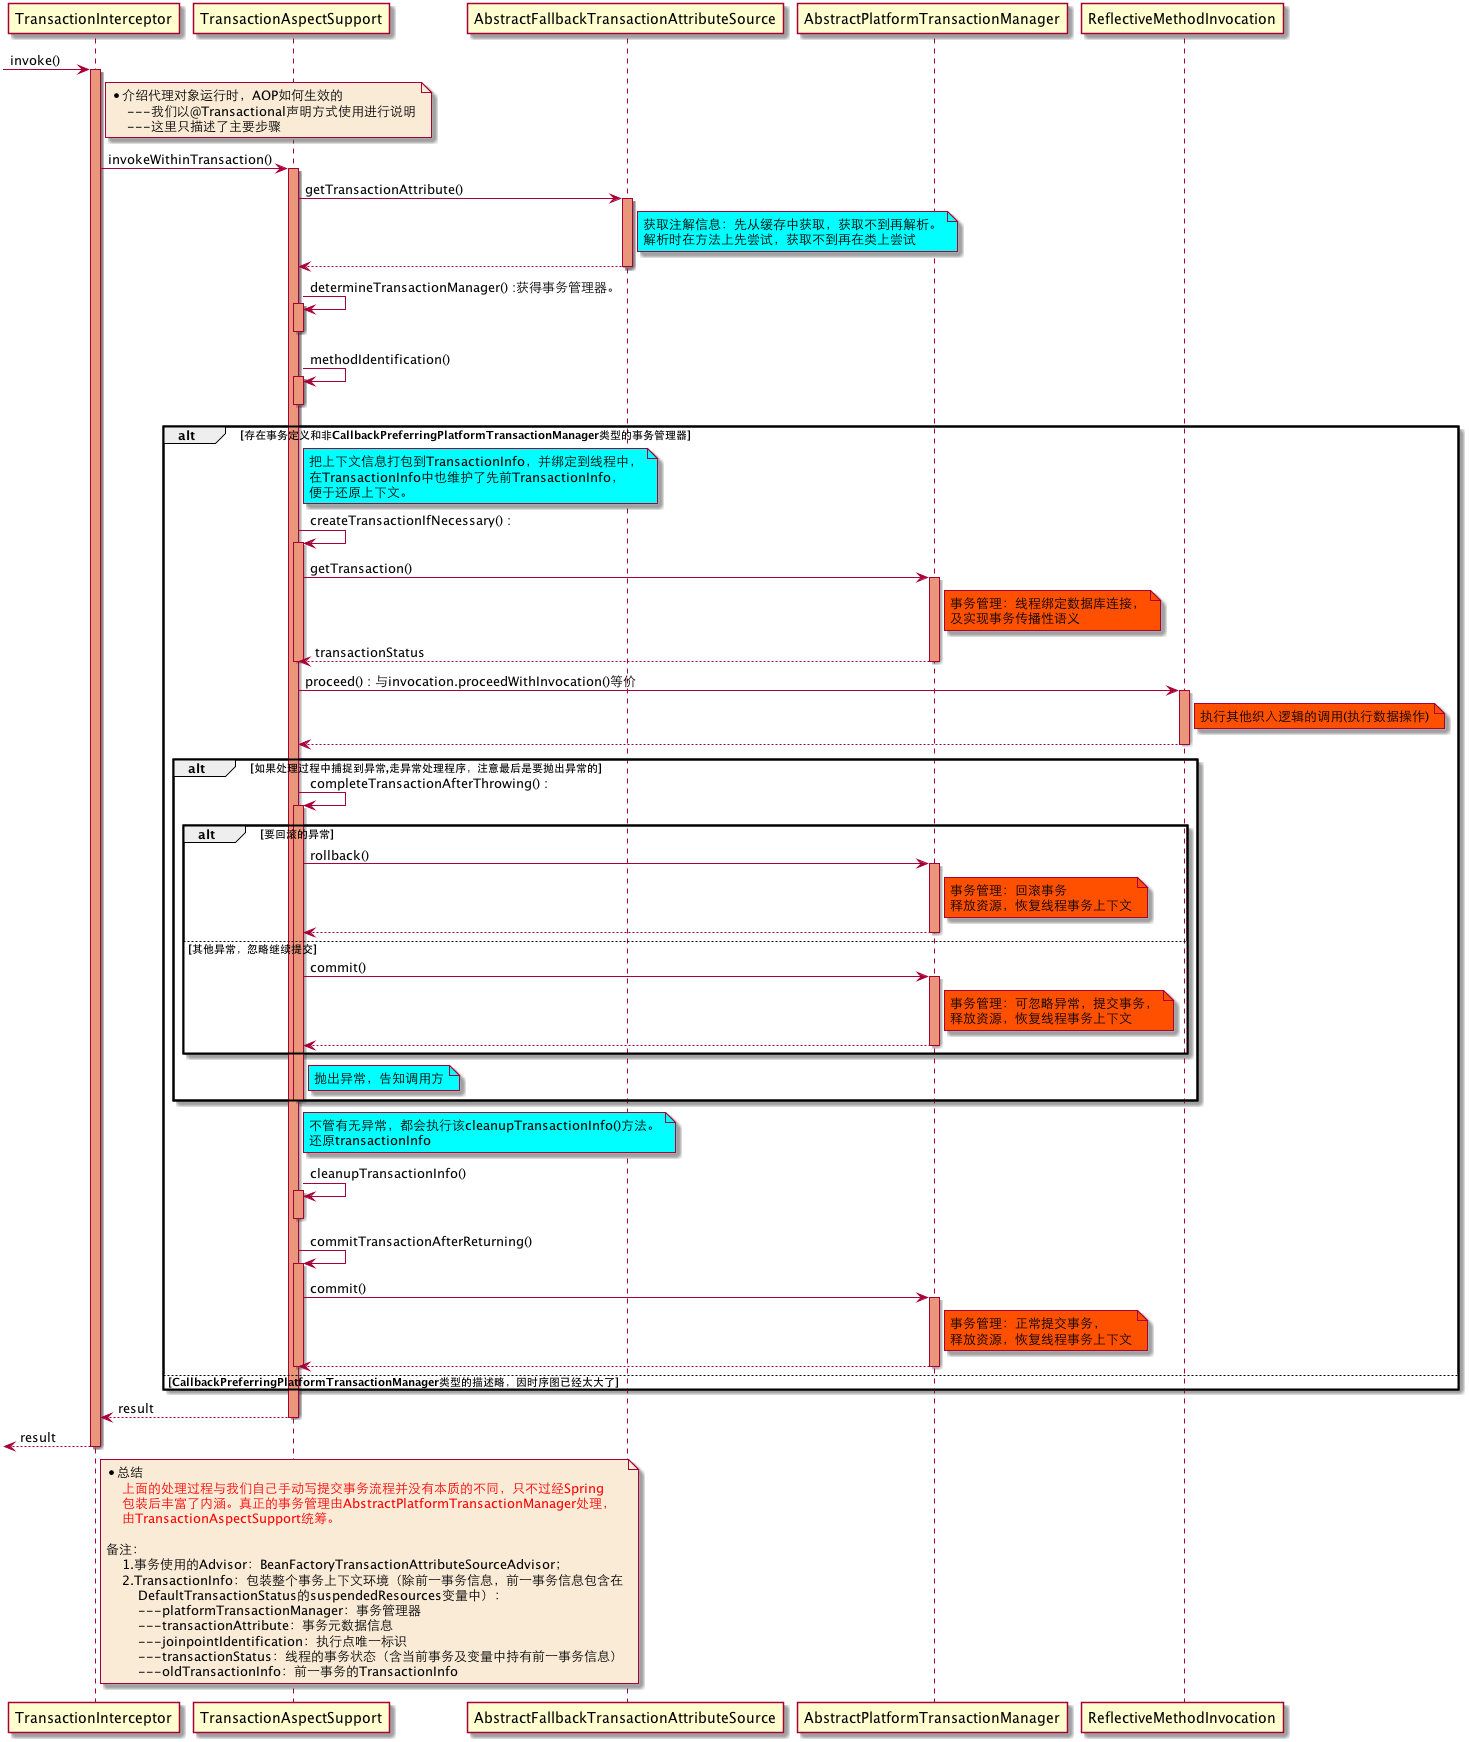 TransactionInterceptor
TransactionAspectSupport
AbstractFallbackTransactionAttributeSource
AbstractPlatformTransactionManager
ReflectiveMethodInvocation
invoke()
•介绍代理对象运行时，AOP如何生效的
---我们以@Transactional声明方式使用进行说明
---这里只描述了主要步骤
invokeWithinTransaction()
getTransactionAttribute()
获取注解信息：先从缓存中获取，获取不到再解析。
解析时在方法上先尝试，获取不到再在类上尝试
determineTransactionManager() :获得事务管理器。
methodIdentification()
alt [存在事务定义和非CallbackPreferringPlatformTransactionManager类型的事务管理器]
把上下文信息打包到TransactionInfo，并绑定到线程中，
在TransactionInfo中也维护了先前TransactionInfo，
便于还原上下文。
createTransactionIfNecessary() :
getTransaction()
事务管理：线程绑定数据库连接，
及实现事务传播性语义
transactionStatus
proceed() : 与invocation.proceedWithInvocation()等价
执行其他织入逻辑的调用(执行数据操作)
alt [如果处理过程中捕捉到异常,走异常处理程序，注意最后是要抛出异常的]
completeTransactionAfterThrowing() :
alt [要回滚的异常]
rollback()
事务管理：回滚事务
释放资源，恢复线程事务上下文
[其他异常，忽略继续提交]
commit()
事务管理：可忽略异常，提交事务，
释放资源，恢复线程事务上下文
抛出异常，告知调用方
不管有无异常，都会执行该cleanupTransactionInfo()方法。
还原transactionInfo
cleanupTransactionInfo()
commitTransactionAfterReturning()
commit()
事务管理：正常提交事务，
释放资源，恢复线程事务上下文
[CallbackPreferringPlatformTransactionManager类型的描述略，因时序图已经太大了]
result
result
•总结
上面的处理过程与我们自己手动写提交事务流程并没有本质的不同，只不过经Spring
包装后丰富了内涵。真正的事务管理由AbstractPlatformTransactionManager处理，
由TransactionAspectSupport统筹。
备注：
1.事务使用的Advisor：BeanFactoryTransactionAttributeSourceAdvisor；
2.TransactionInfo：包装整个事务上下文环境（除前一事务信息，前一事务信息包含在
DefaultTransactionStatus的suspendedResources变量中）：
---platformTransactionManager：事务管理器
---transactionAttribute：事务元数据信息
---joinpointIdentification：执行点唯一标识
---transactionStatus：线程的事务状态（含当前事务及变量中持有前一事务信息）
---oldTransactionInfo：前一事务的TransactionInfo
TransactionInterceptor
TransactionAspectSupport
AbstractFallbackTransactionAttributeSource
AbstractPlatformTransactionManager
ReflectiveMethodInvocation